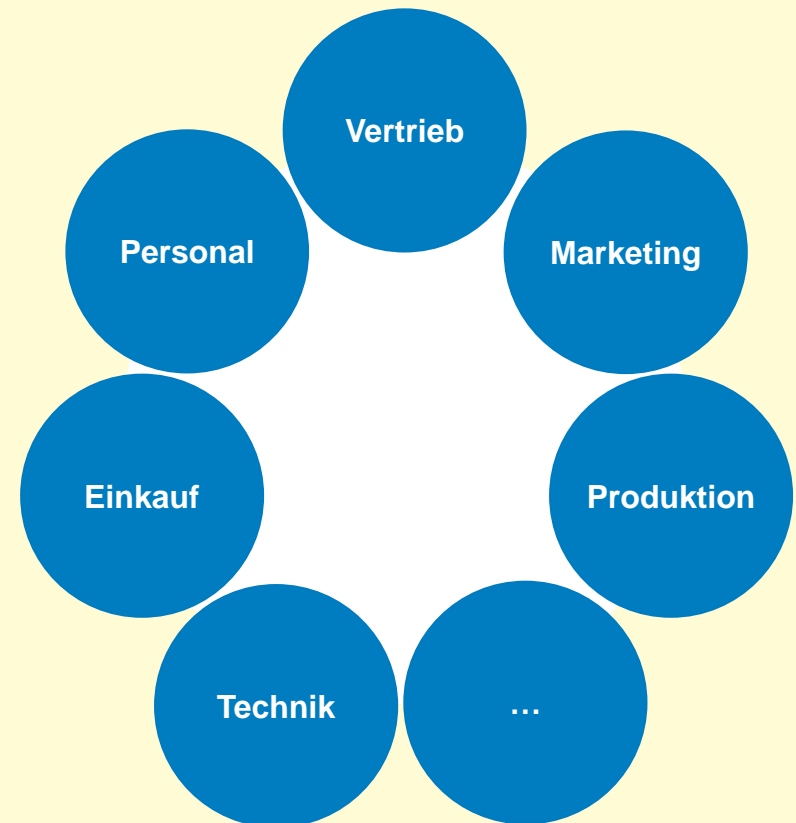 Vertrieb
Personal
Marketing
Einkauf
Produktion
Technik
…